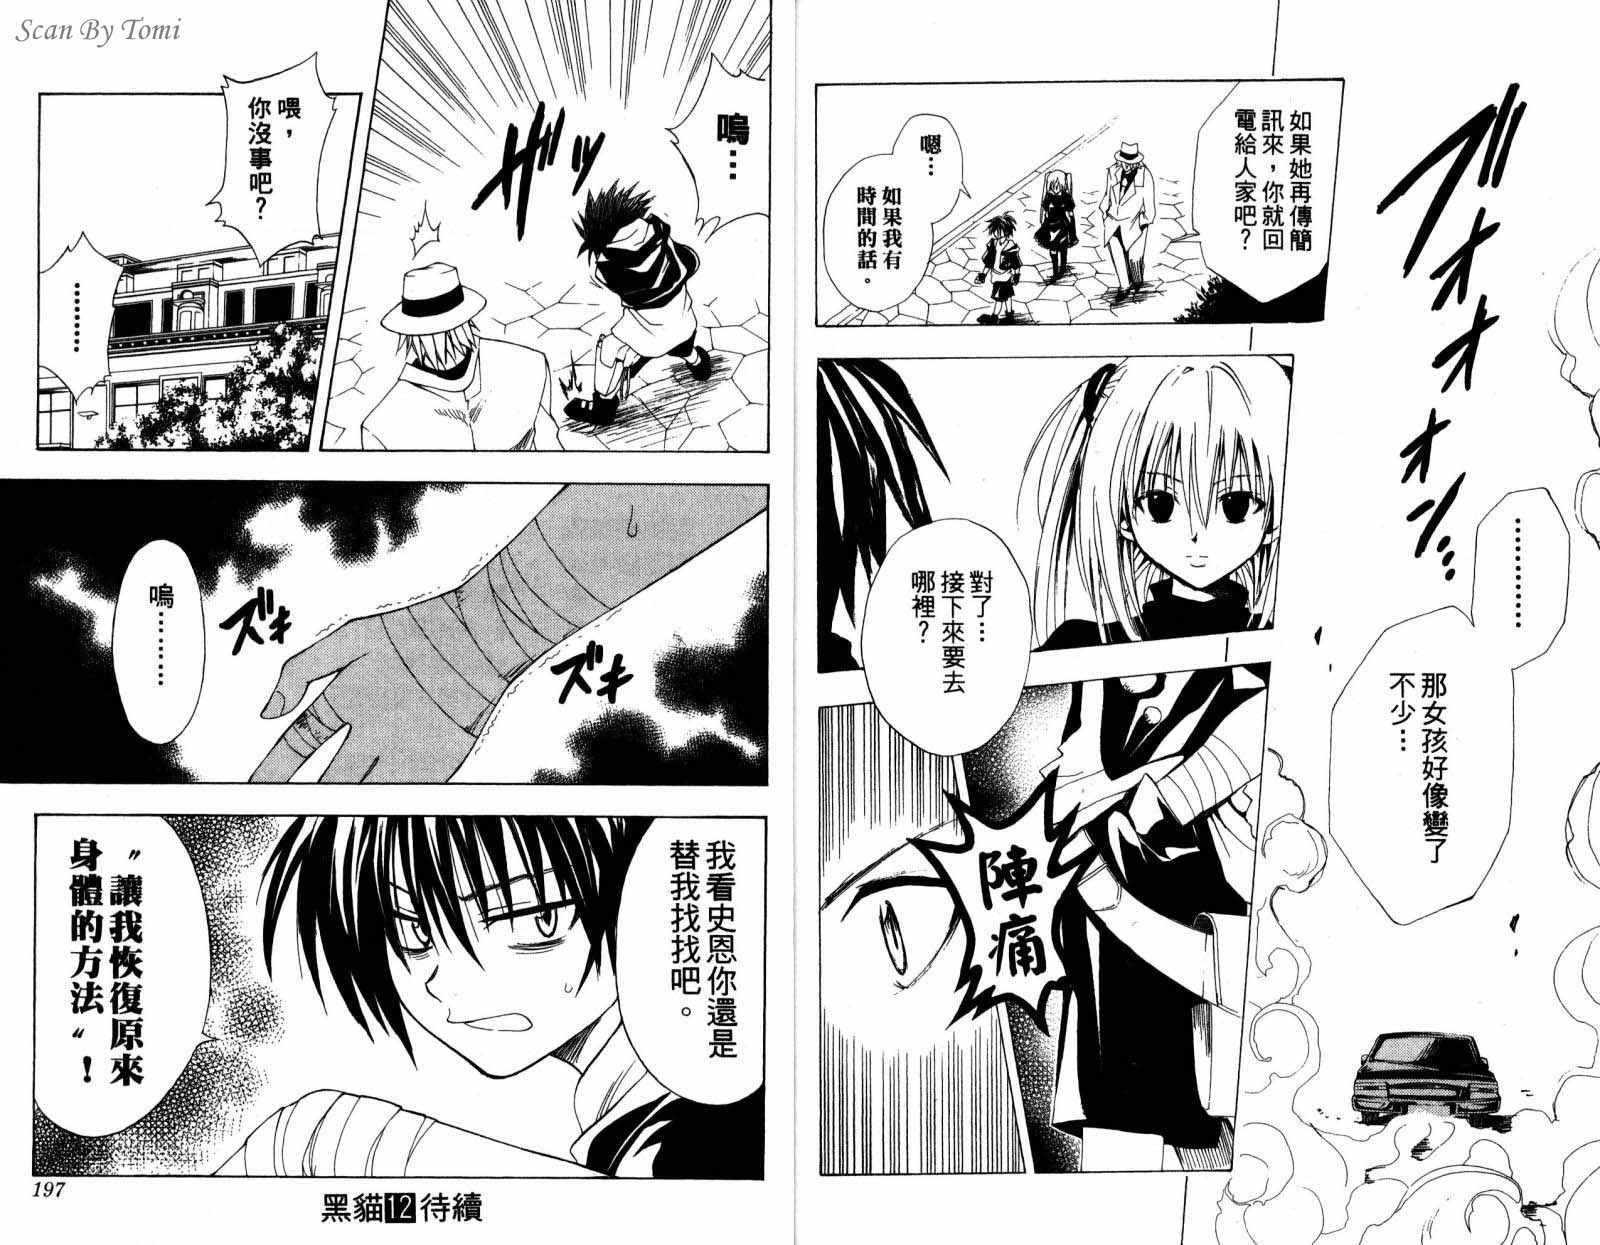 Scan By Tomi
ブオオオン…
………
那女孩好像變了
不少…
如果她再傳簡
訊來，你就回
電給人家吧？
嗯…
如果我有
時間的話。
對了…
接下來要去
哪裡？
陣痛
嗚…
喂，
你沒事吧？
………
ズキ
ズキ
嗚………
我看史恩你還是
替我找找吧。
〝讓我恢復原來
身體的方法〞！
197
黑貓12待續